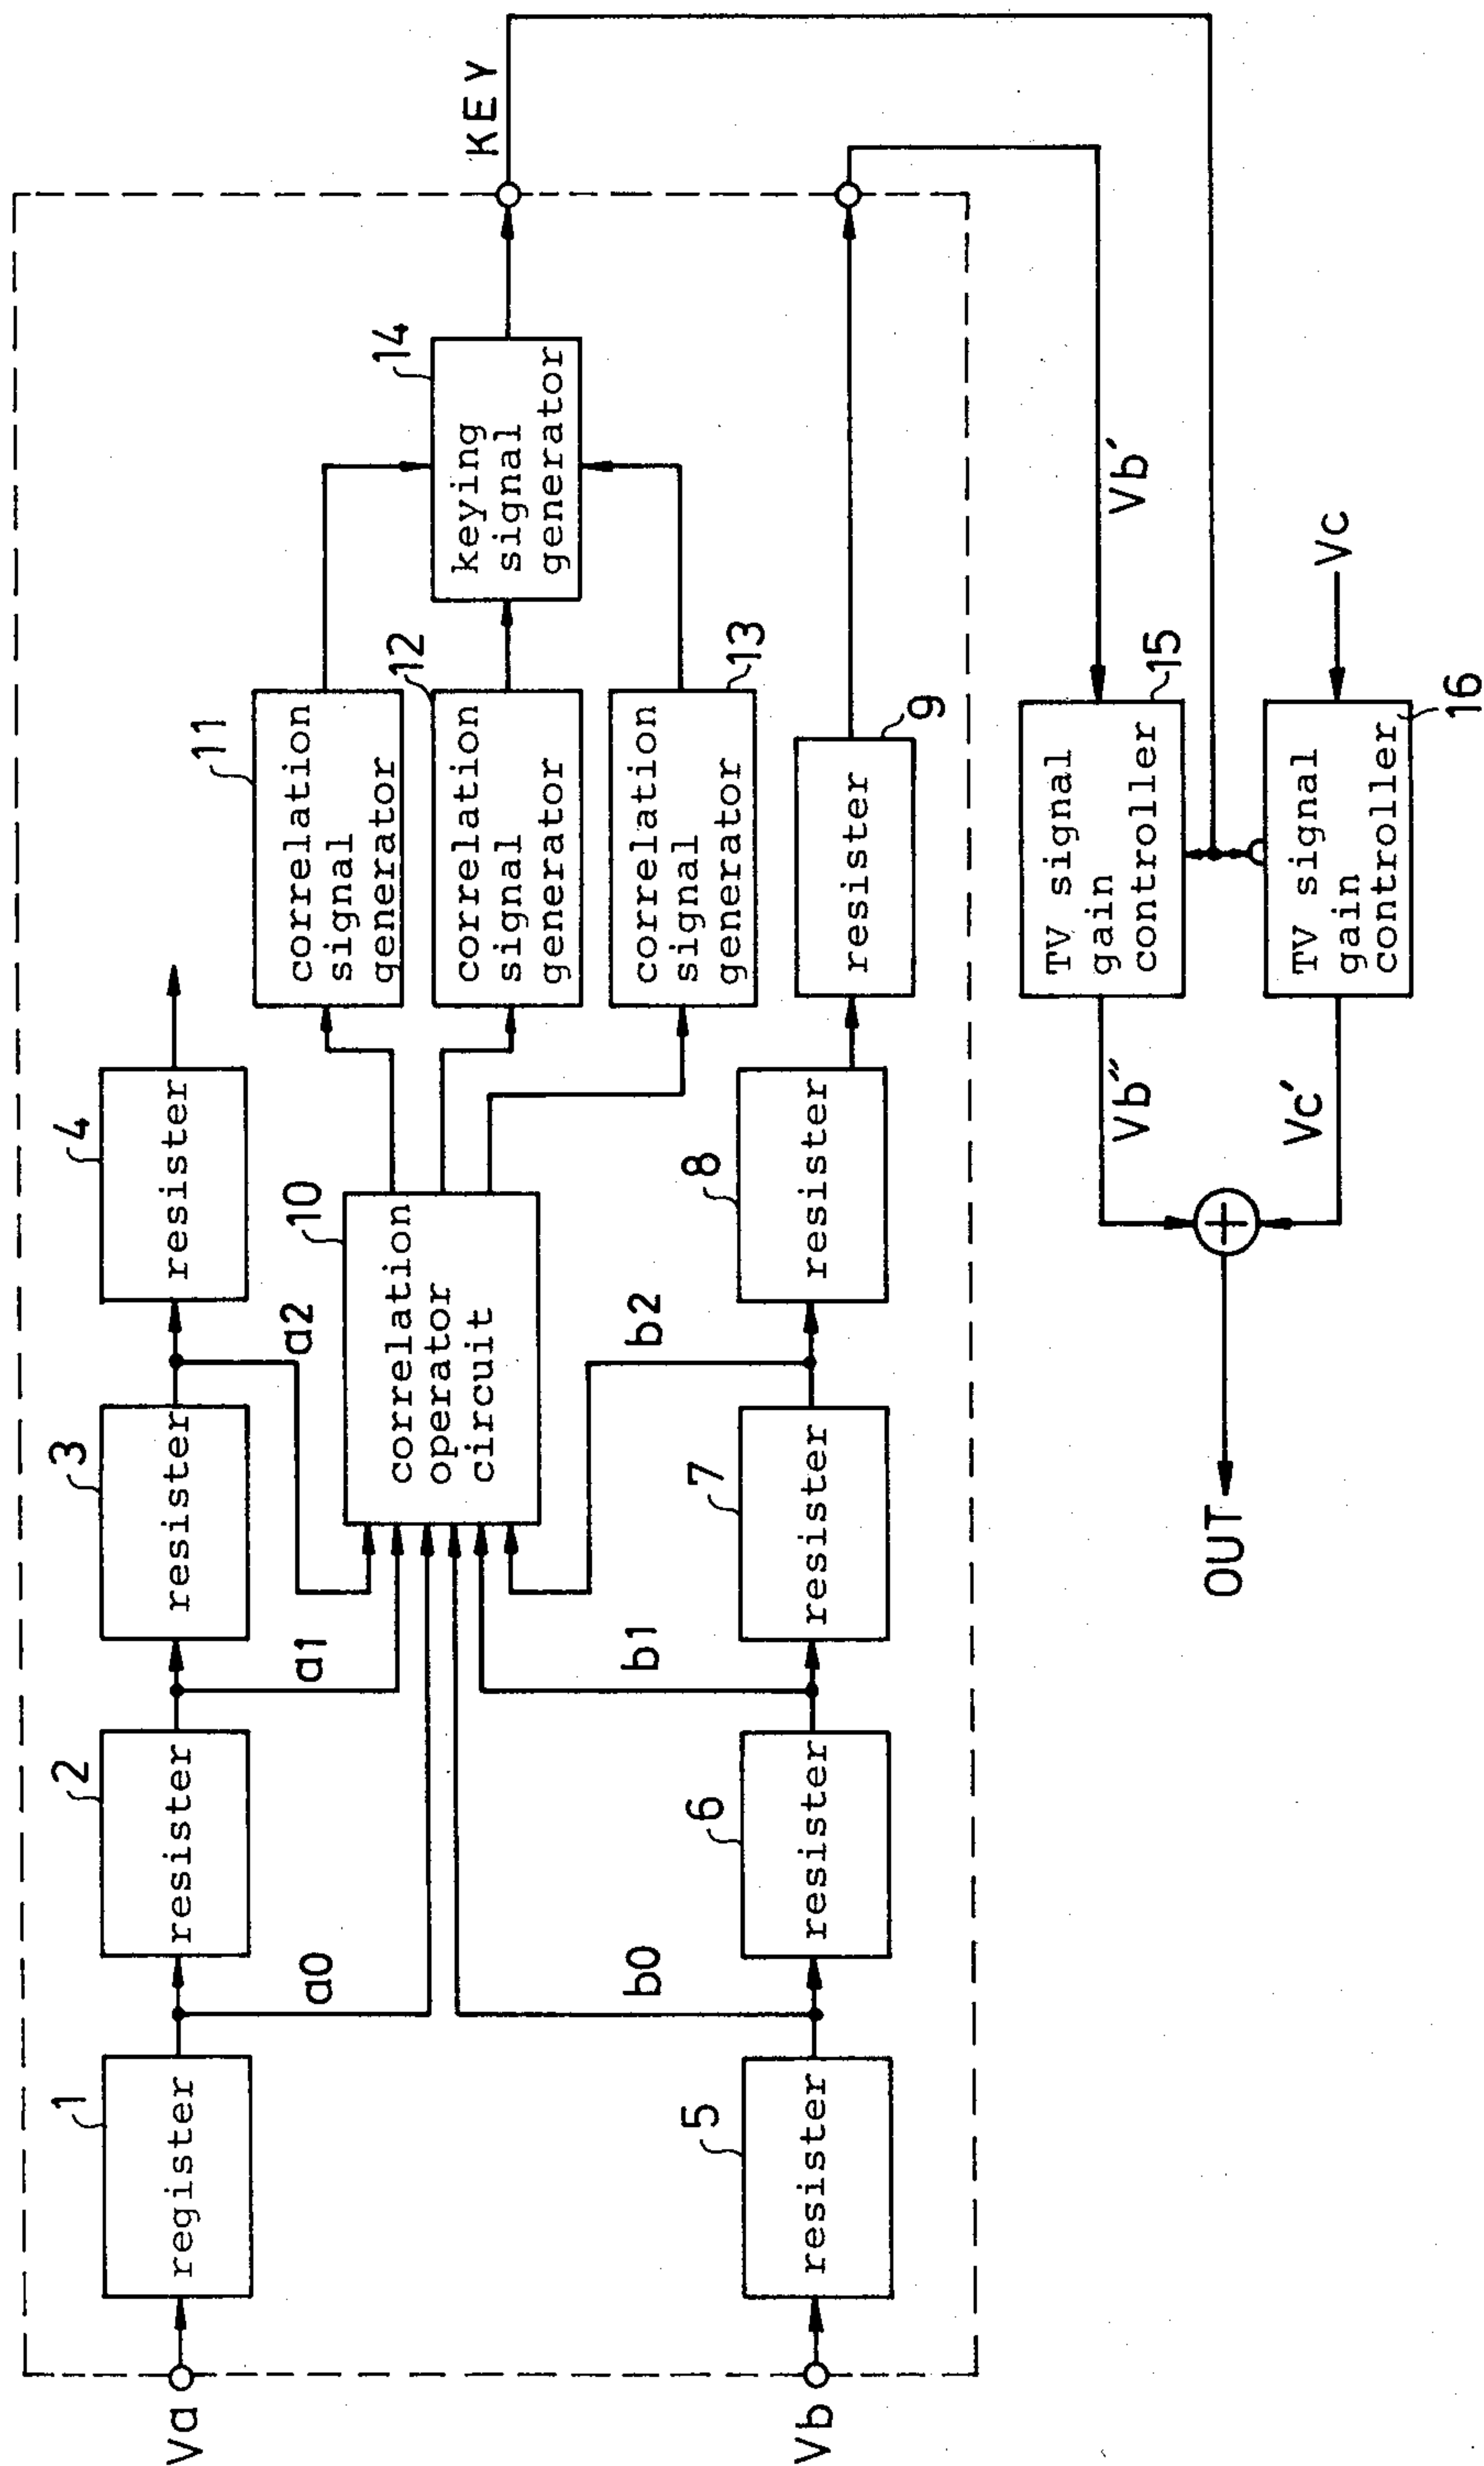 Va
1
register
a0
2
resister
a1
3
resister
a2
4
resister
Vb
5
resister
b0
6
resister
b1
7
resister
b2
8
resister
9
resister
10
correlation
operator
circuit
11
correlation
signal
generator
12
correlation
signal
generator
13
correlation
signal
generator
14
keying
signal
generator
KEY
Vb'
15
TV signal
gain
controller
Vc
16
TV signal
gain
controller
Vb"
Vc'
+
OUT